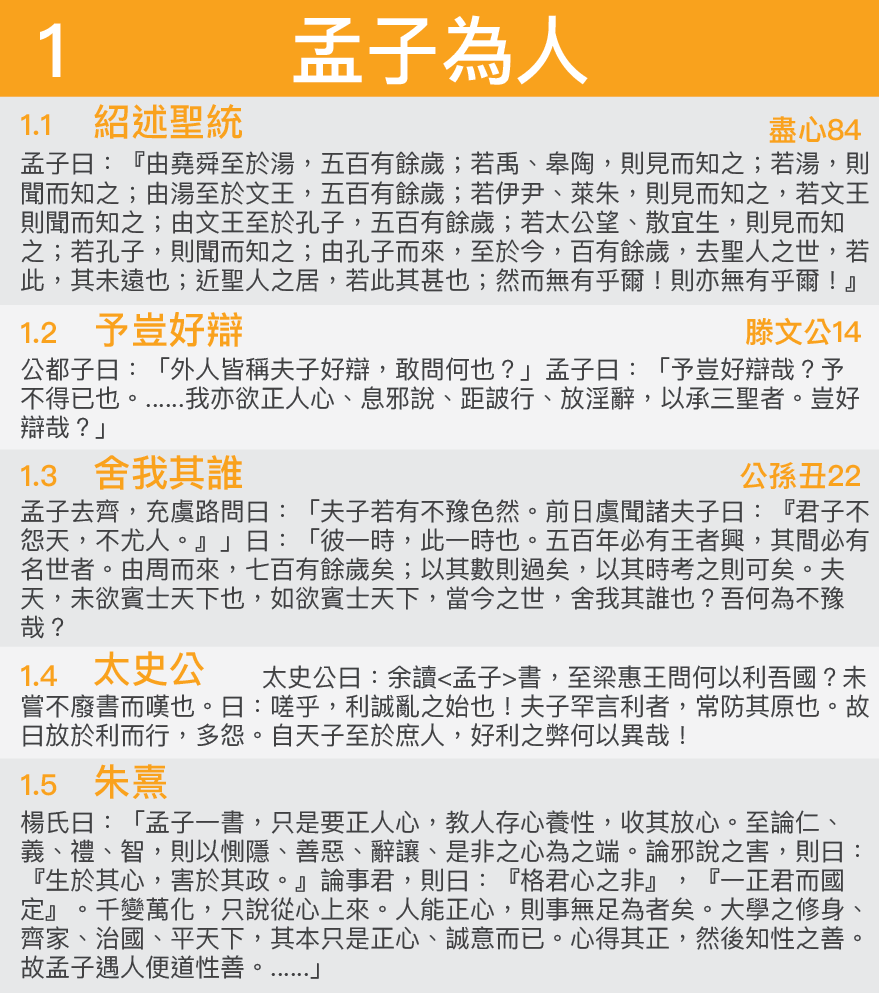 1 孟子為人
1.1 紹述聖統 盡心84
孟子曰：『由堯舜至於湯，五百有餘歲；若禹、皋陶，則見而知之；若湯，則
聞而知之；由湯至於文王，五百有餘歲；若伊尹、萊朱，則見而知之，若文王
則聞而知之；由文王至於孔子，五百有餘歲；若太公望、散宜生，則見而知
之；若孔子，則聞而知之；由孔子而來，至於今，百有餘歲，去聖人之世，若
此，其未遠也；近聖人之居，若此其甚也；然而無有乎爾！則亦無有乎爾！』
1.2 予豈好辯 滕文公14
公都子曰：「外人皆稱夫子好辯，敢問何也？」孟子曰：「予豈好辯哉？予
不得已也。......我亦欲正人心、息邪說、距詖行、放淫辭，以承三聖者。豈好
辯哉？」
1.3 舍我其誰 公孫丑22
孟子去齊，充虞路問曰：「夫子若有不豫色然。前日虞聞諸夫子曰：『君子不
怨天，不尤人。』」曰：「彼一時，此一時也。五百年必有王者興，其間必有
名世者。由周而來，七百有餘歲矣；以其數則過矣，以其時考之則可矣。夫
天，未欲賓士天下也，如欲賓士天下，當今之世，舍我其誰也？吾何為不豫
哉？
1.4 太史公 太史公曰：余讀<孟子>書，至梁惠王問何以利吾國？未
嘗不廢書而嘆也。曰：嗟乎，利誠亂之始也！夫子罕言利者，常防其原也。故
曰放於利而行，多怨。自天子至於庶人，好利之弊何以異哉！
1.5 朱熹
楊氏曰：「孟子一書，只是要正人心，教人存心養性，收其放心。至論仁、
義、禮、智，則以惻隱、善惡、辭讓、是非之心為之端。論邪說之害，則曰：
『生於其心，害於其政。』論事君，則曰：『格君心之非』，『一正君而國
定』。千變萬化，只說從心上來。人能正心，則事無足為者矣。大學之修身、
齊家、治國、平天下，其本只是正心、誠意而已。心得其正，然後知性之善。
故孟子遇人便道性善。......」